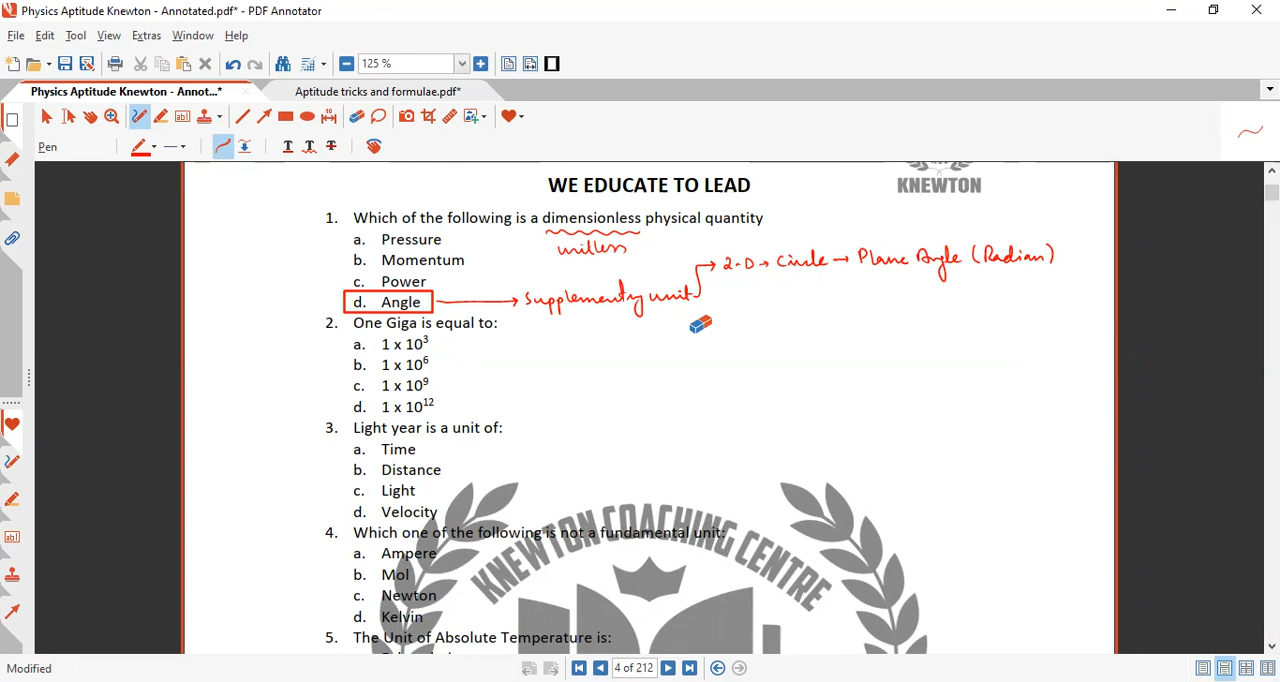 Physics Aptitude Knewton - Annotated.pdf* - PDF Annotator
File Edit Tool View Extras Window Help
125 %
Physics Aptitude Knewton - Annot...* Aptitude tricks and formulae.pdf*
Pen
KNEWTON
WE EDUCATE TO LEAD
1. Which of the following is a dimensionless physical quantity
a. Pressure
unitless
b. Momentum
2-D → Circle → Plane Angle (Radian)
c. Power
d. Angle → Supplementry unit
2. One Giga is equal to:
a. 1 x 10³
b. 1 x 10⁶
c. 1 x 10⁹
d. 1 x 10¹²
3. Light year is a unit of:
a. Time
b. Distance
c. Light
d. Velocity
4. Which one of the following is not a fundamental unit:
a. Ampere
b. Mol
c. Newton
d. Kelvin
KNEWTON COACHING CENTRE
5. The Unit of Absolute Temperature is:
Modified
4 of 212